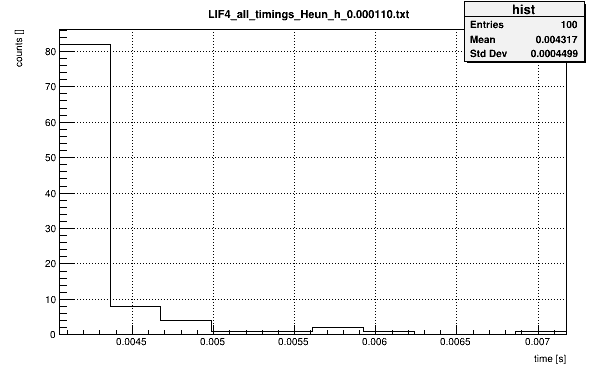 LIF4_all_timings_Heun_h_0.000110.txt
hist
Entries 100
Mean 0.004317
Std Dev 0.0004499
counts []
80
70
60
50
40
30
20
10
0
0.0045 0.005 0.0055 0.006 0.0065 0.007
time [s]